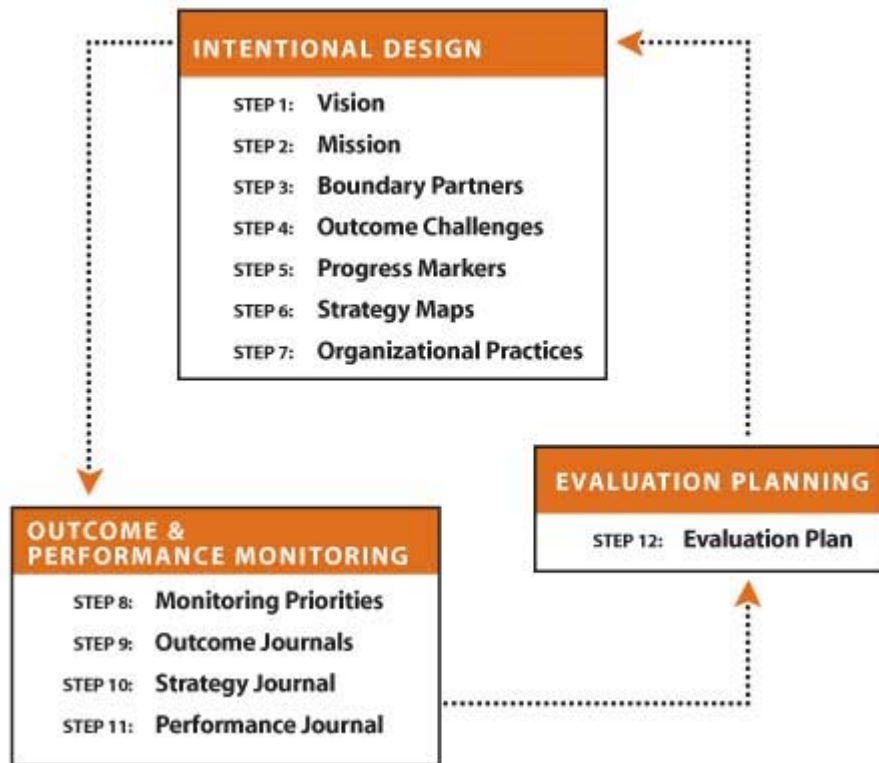 INTENTIONAL DESIGN
STEP 1: Vision
STEP 2: Mission
STEP 3: Boundary Partners
STEP 4: Outcome Challenges
STEP 5: Progress Markers
STEP 6: Strategy Maps
STEP 7: Organizational Practices
OUTCOME &
PERFORMANCE MONITORING
STEP 8: Monitoring Priorities
STEP 9: Outcome Journals
STEP 10: Strategy Journal
STEP 11: Performance Journal
EVALUATION PLANNING
STEP 12: Evaluation Plan